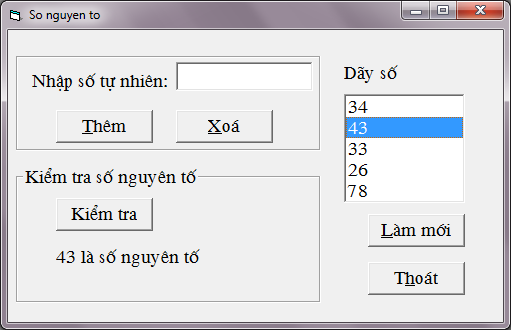 So nguyen to
Nhập số tự nhiên:
Thêm
Xoá
Kiểm tra số nguyên tố
Kiểm tra
43 là số nguyên tố
Dãy số
34
43
33
26
78
Làm mới
Thoát